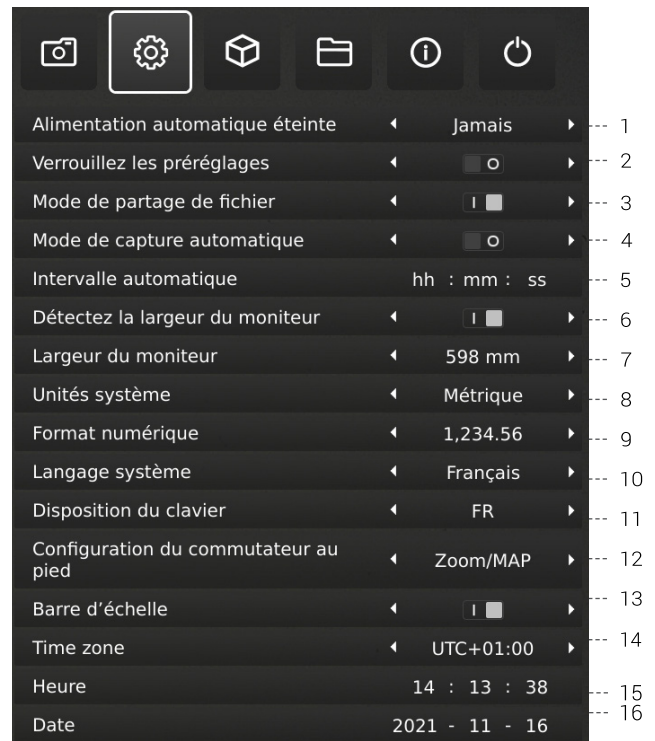 Alimentation automatique éteinte Jamais 1
Verrouillez les préréglages O 2
Mode de partage de fichier I 3
Mode de capture automatique O 4
Intervalle automatique hh : mm : ss 5
Détectez la largeur du moniteur I 6
Largeur du moniteur 598 mm 7
Unités système Métrique 8
Format numérique 1,234.56 9
Langage système Français 10
Disposition du clavier FR 11
Configuration du commutateur au
pied Zoom/MAP 12
Barre d’échelle I 13
Time zone UTC+01:00 14
Heure 14 : 13 : 38 15
Date 2021 - 11 - 16 16